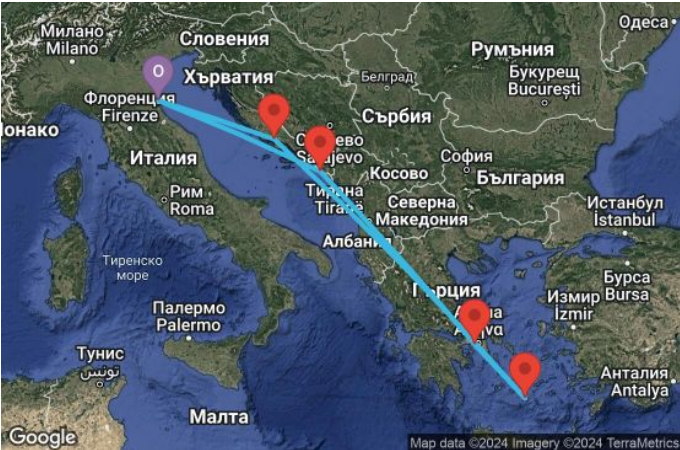 Одеса
Милано
Milano
Словения
Румъния
О
Хърватия
Белград
Букурещ
București
Флоренция
Firenze
Сърбия
Sarajevo
Италия
София
Косово
България
Тирана
Tiranë
Северна
Македония
Истанбул
İstanbul
Рим
Roma
Албания
Тиренско
море
Гърция
Бурса
Bursa
Измир
İzmir
Палермо
Palermo
Тунис
تونس
Анталия
Antalya
Малта
Google
Map data ©2024 Imagery ©2024 TerraMetrics